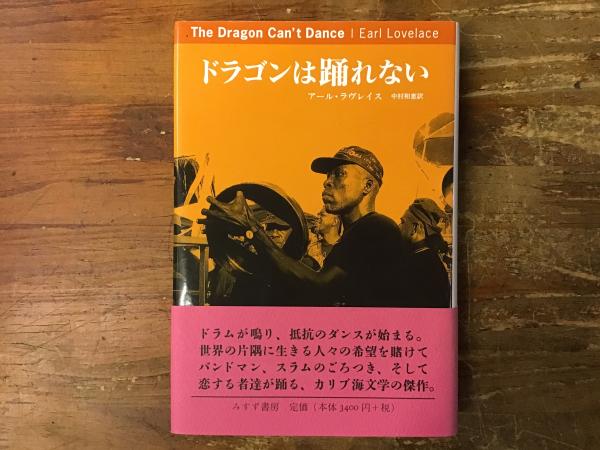 The Dragon Can't Dance | Earl Lovelace
ドラゴンは踊れない
アール・ラヴレイス 中村和恵訳
ドラムが鳴り、抵抗のダンスが始まる。
世界の片隅に生きる人々の希望を賭けて
バンドマン、スラムのごろつき、そして
恋する者達が踊る、カリブ海文学の傑作。
みすず書房 定価（本体3400円+税）